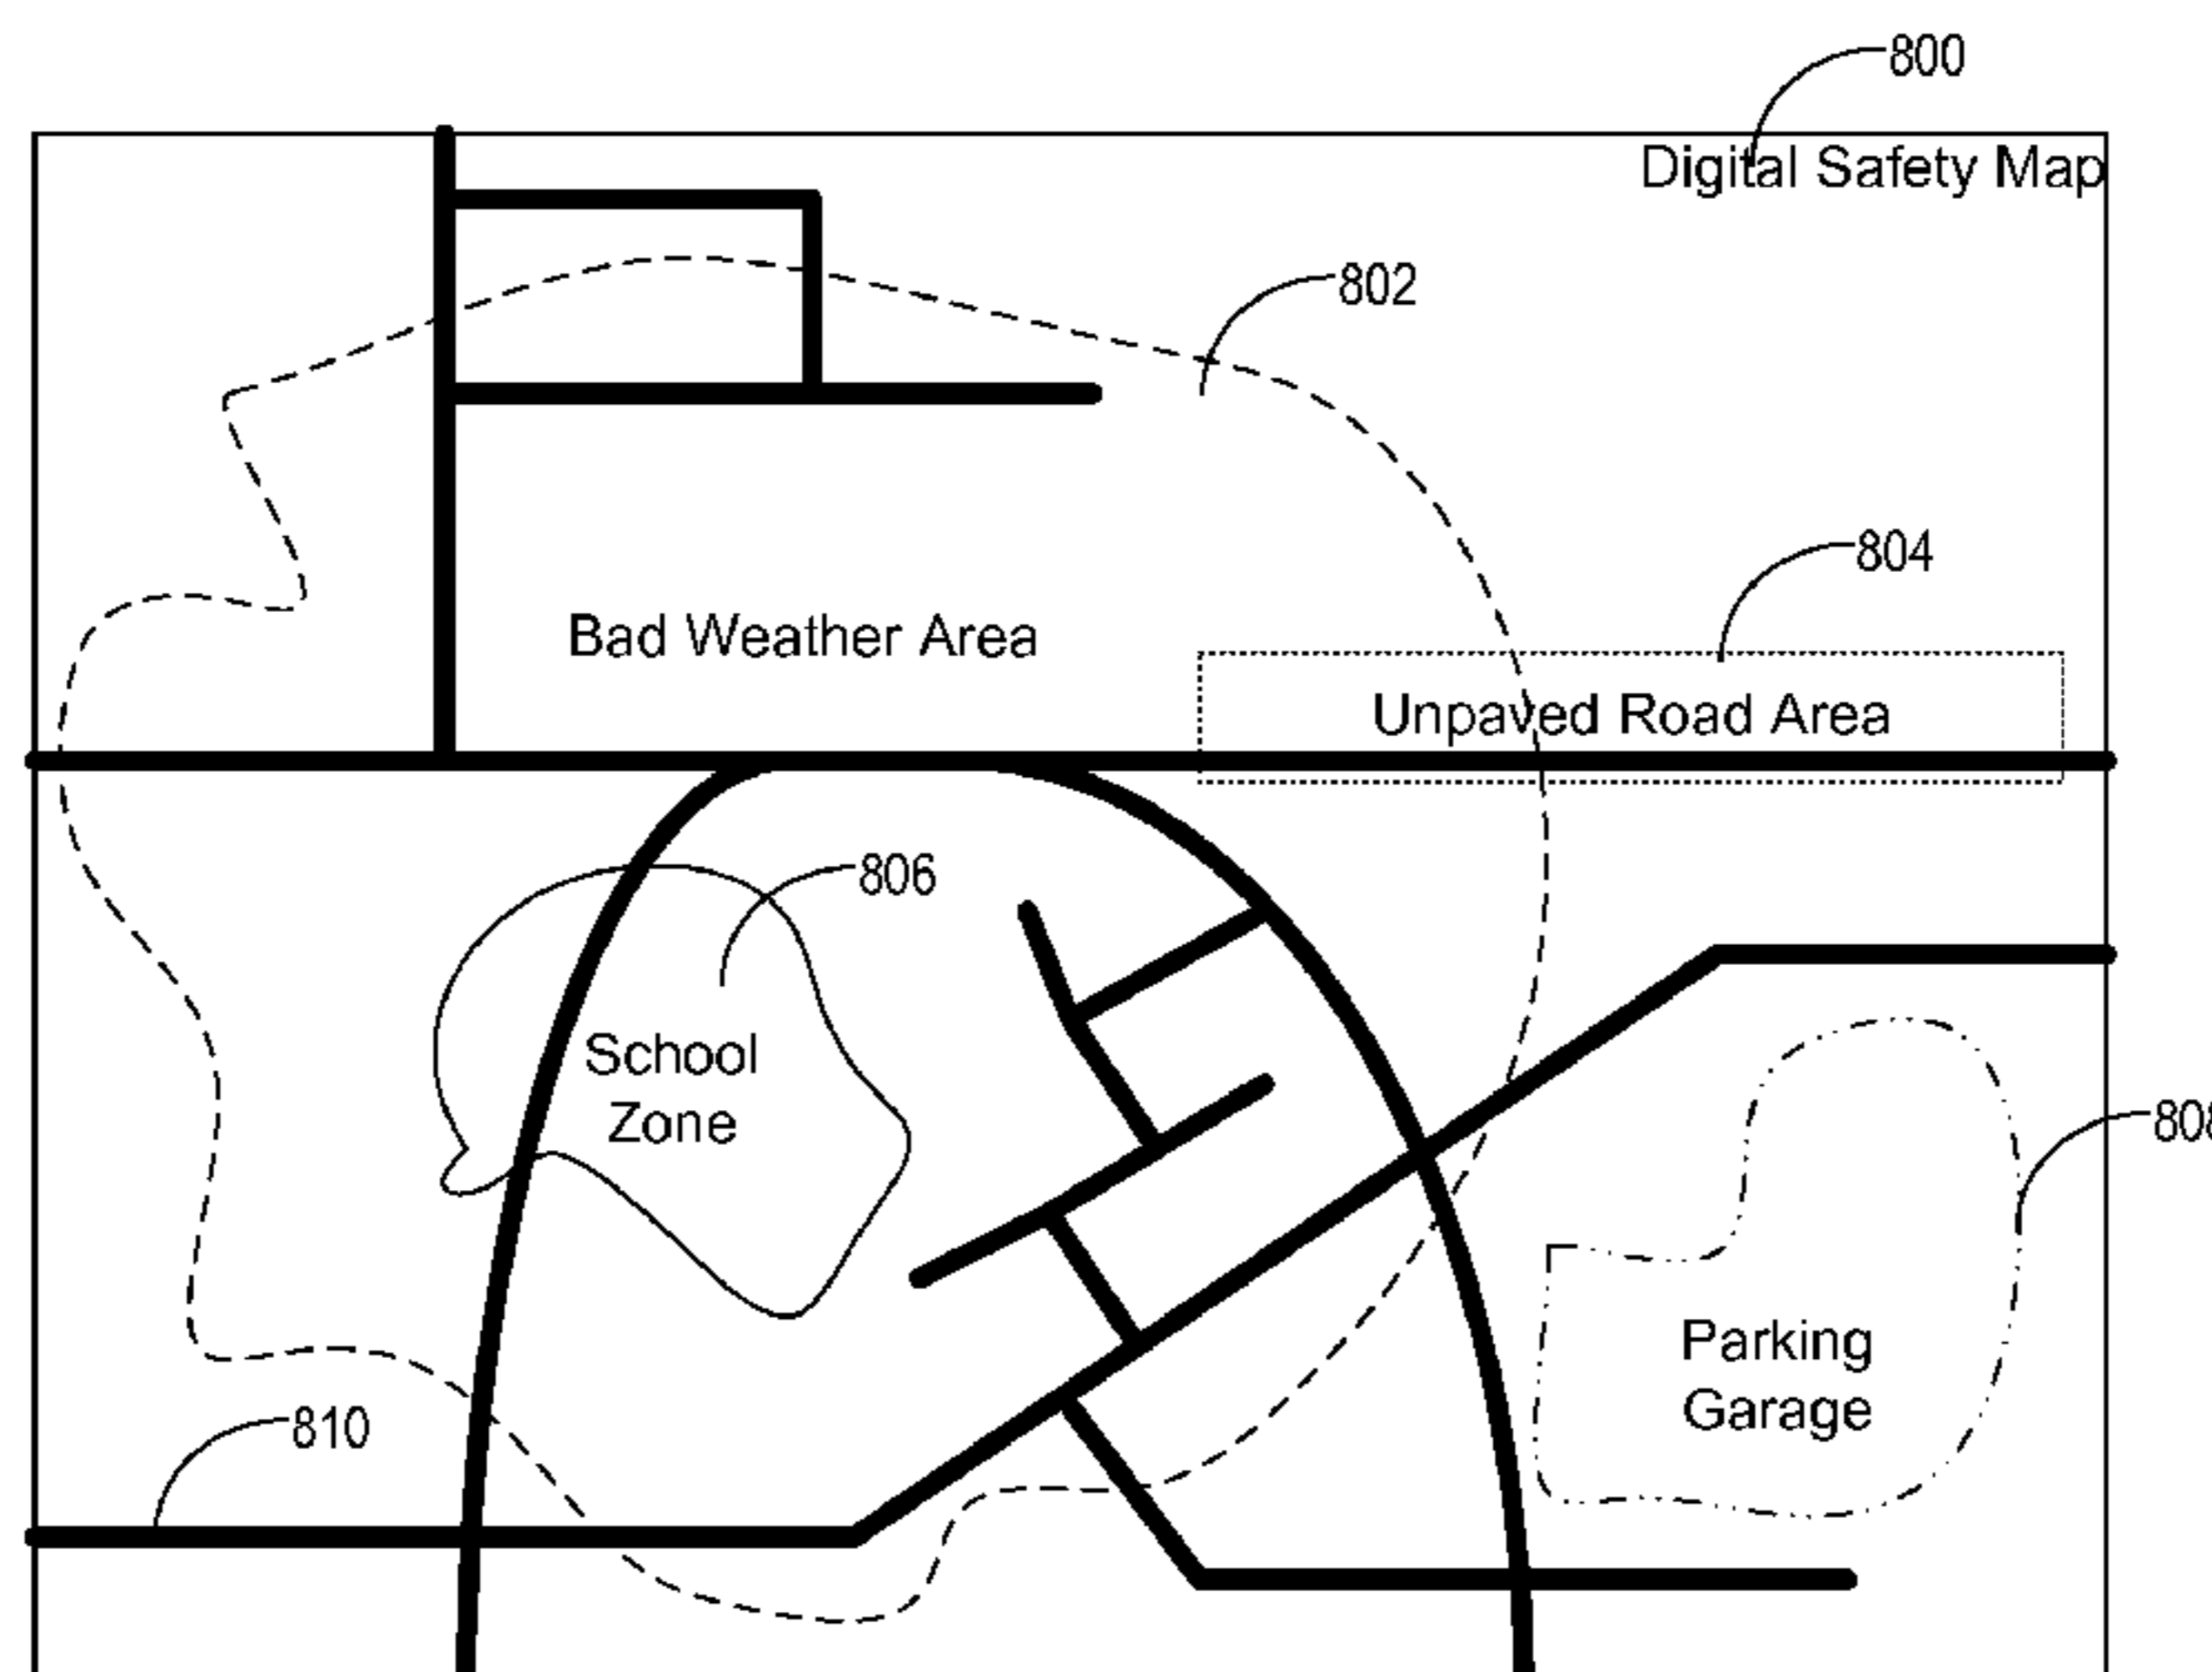 800
Digital Safety Map
802
804
Bad Weather Area
Unpaved Road Area
806
School
Zone
808
Parking
Garage
810